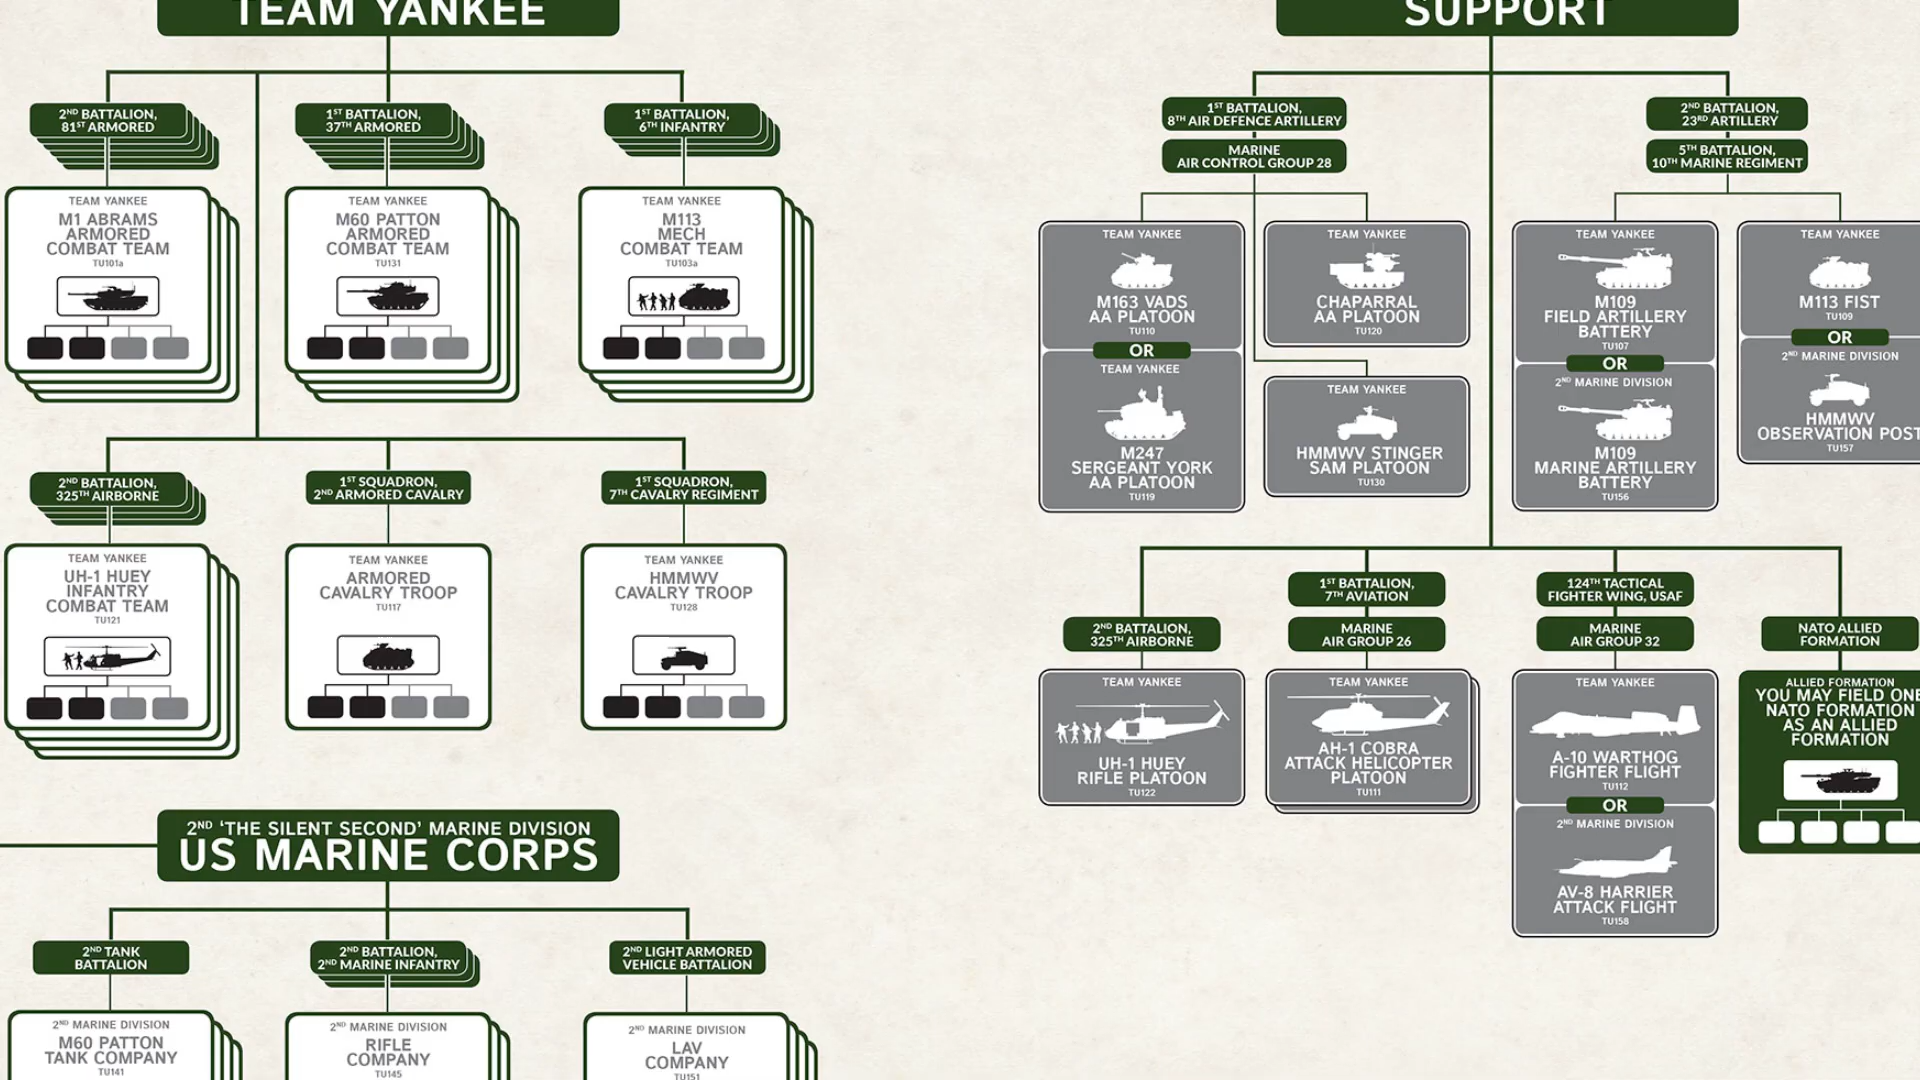 TEAM YANKEE
2ND BATTALION,
81ST ARMORED
1ST BATTALION,
37TH ARMORED
1ST BATTALION,
6TH INFANTRY
TEAM YANKEE
M1 ABRAMS
ARMORED
COMBAT TEAM
TU101a
TEAM YANKEE
M60 PATTON
ARMORED
COMBAT TEAM
TU131
TEAM YANKEE
M113
MECH
COMBAT TEAM
TU103a
2ND BATTALION,
325TH AIRBORNE
1ST SQUADRON,
2ND ARMORED CAVALRY
1ST SQUADRON,
7TH CAVALRY REGIMENT
TEAM YANKEE
UH-1 HUEY
INFANTRY
COMBAT TEAM
TU121
TEAM YANKEE
ARMORED
CAVALRY TROOP
TU117
TEAM YANKEE
HMMWV
CAVALRY TROOP
TU128
2ND 'THE SILENT SECOND' MARINE DIVISION
US MARINE CORPS
2ND TANK
BATTALION
2ND BATTALION,
2ND MARINE INFANTRY
2ND LIGHT ARMORED
VEHICLE BATTALION
2ND MARINE DIVISION
M60 PATTON
TANK COMPANY
TU141
2ND MARINE DIVISION
RIFLE
COMPANY
TU145
2ND MARINE DIVISION
LAV
COMPANY
TU151
SUPPORT
1ST BATTALION,
8TH AIR DEFENCE ARTILLERY
MARINE
AIR CONTROL GROUP 28
2ND BATTALION,
23RD ARTILLERY
5TH BATTALION,
10TH MARINE REGIMENT
TEAM YANKEE
M163 VADS
AA PLATOON
TU110
OR
TEAM YANKEE
M247
SERGEANT YORK
AA PLATOON
TU119
TEAM YANKEE
CHAPARRAL
AA PLATOON
TU120
TEAM YANKEE
HMMWV STINGER
SAM PLATOON
TU130
TEAM YANKEE
M109
FIELD ARTILLERY
BATTERY
TU107
OR
2ND MARINE DIVISION
M109
MARINE ARTILLERY
BATTERY
TU156
TEAM YANKEE
M113 FIST
TU109
OR
2ND MARINE DIVISION
HMMWV
OBSERVATION POST
TU157
2ND BATTALION,
325TH AIRBORNE
1ST BATTALION,
7TH AVIATION
MARINE
AIR GROUP 26
124TH TACTICAL
FIGHTER WING, USAF
MARINE
AIR GROUP 32
NATO ALLIED
FORMATION
TEAM YANKEE
UH-1 HUEY
RIFLE PLATOON
TU122
TEAM YANKEE
AH-1 COBRA
ATTACK HELICOPTER
PLATOON
TU111
TEAM YANKEE
A-10 WARTHOG
FIGHTER FLIGHT
TU112
OR
2ND MARINE DIVISION
AV-8 HARRIER
ATTACK FLIGHT
TU158
ALLIED FORMATION
YOU MAY FIELD ONE
NATO FORMATION
AS AN ALLIED
FORMATION